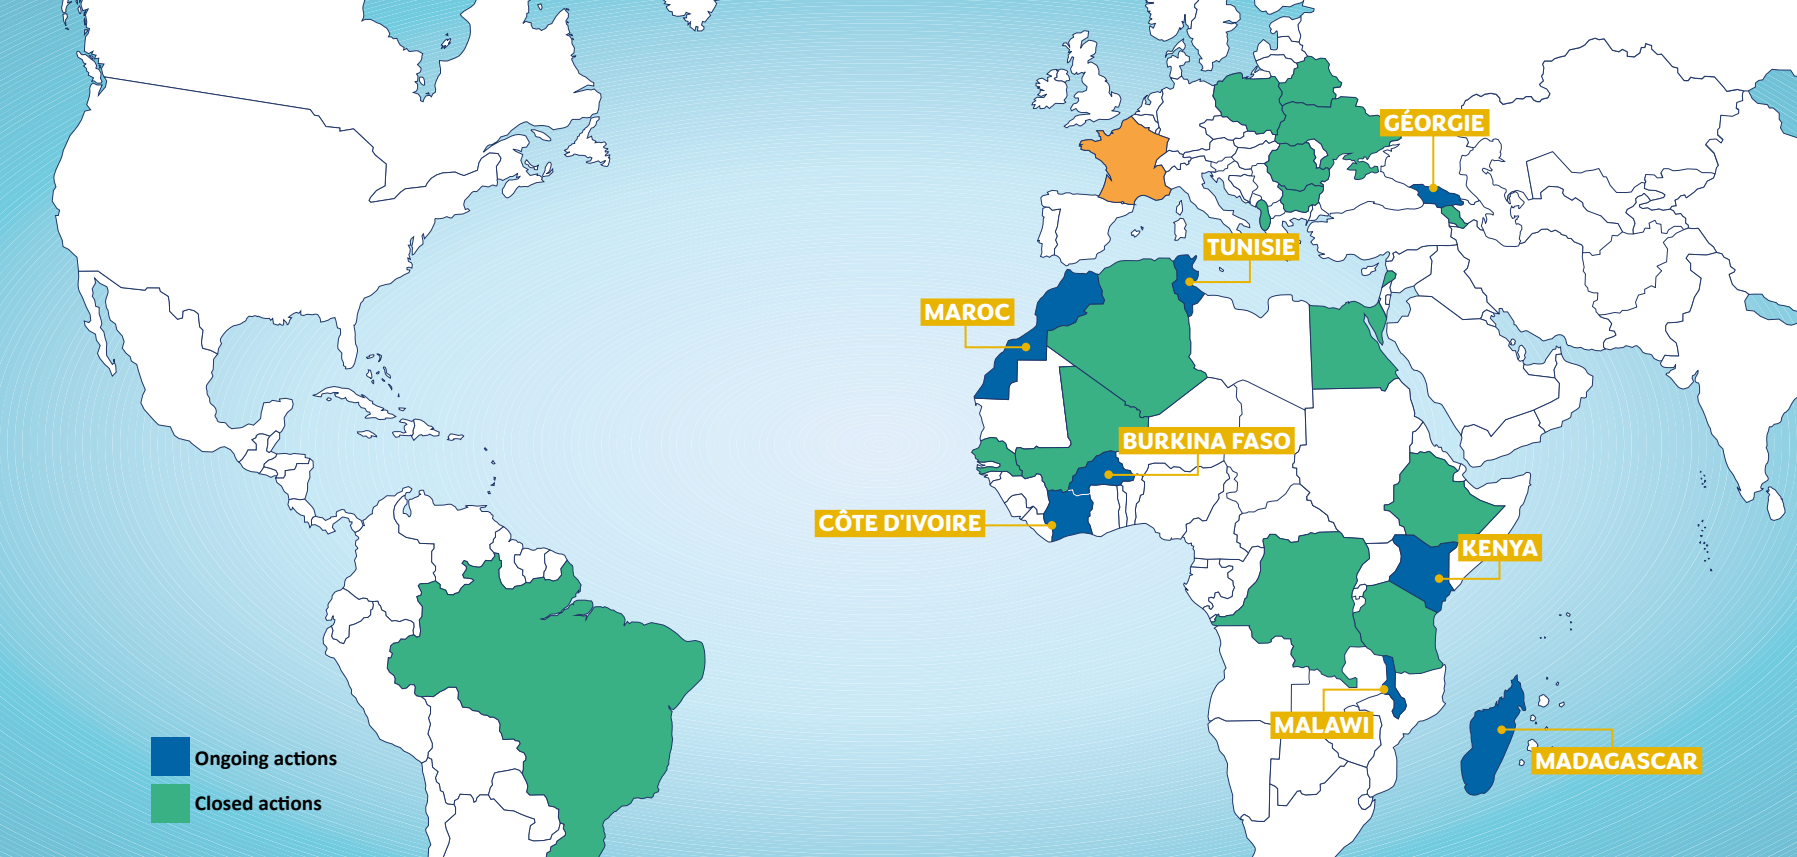 GÉORGIE
TUNISIE
MAROC
BURKINA FASO
CÔTE D'IVOIRE
KENYA
MALAWI
MADAGASCAR
Ongoing actions
Closed actions